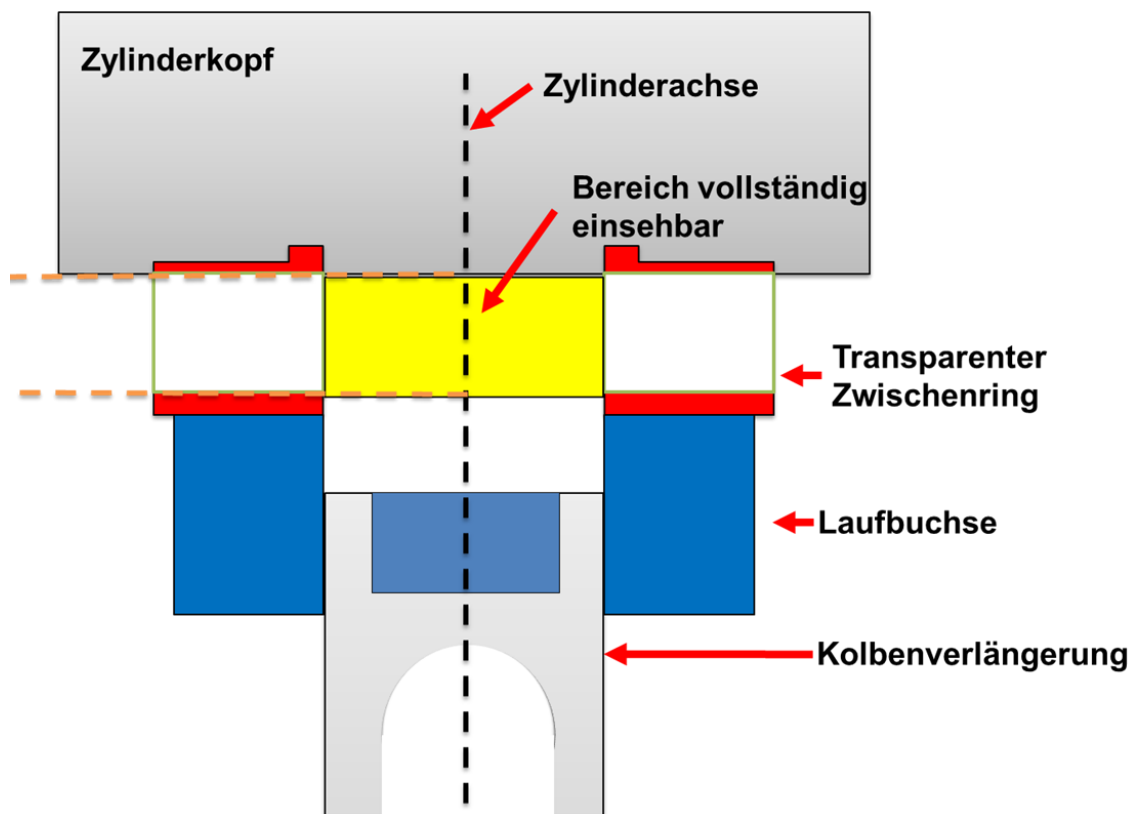 Zylinderkopf
Zylinderachse
Bereich vollständig
einsehbar
Transparenter
Zwischenring
Laufbuchse
Kolbenverlängerung